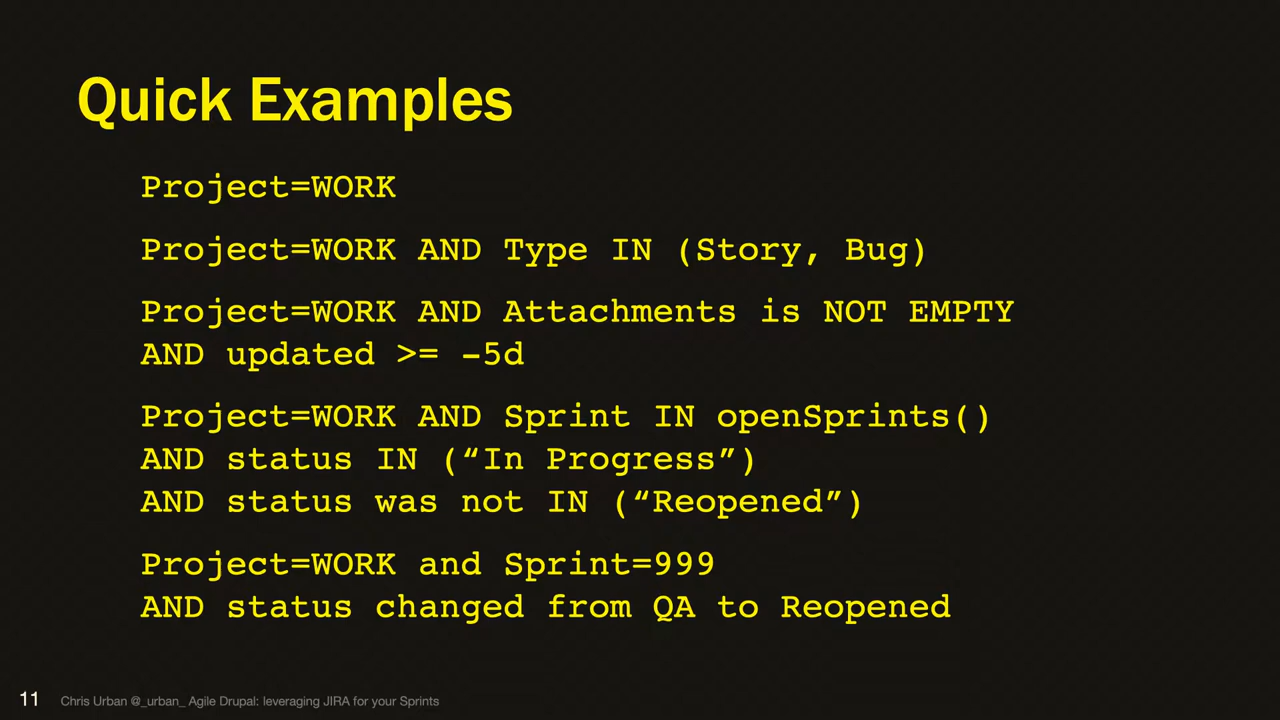 Quick Examples
Project=WORK
Project=WORK AND Type IN (Story, Bug)
Project=WORK AND Attachments is NOT EMPTY
AND updated >= -5d
Project=WORK AND Sprint IN openSprints()
AND status IN (“In Progress”)
AND status was not IN (“Reopened”)
Project=WORK and Sprint=999
AND status changed from QA to Reopened
11 Chris Urban @_urban_ Agile Drupal: leveraging JIRA for your Sprints